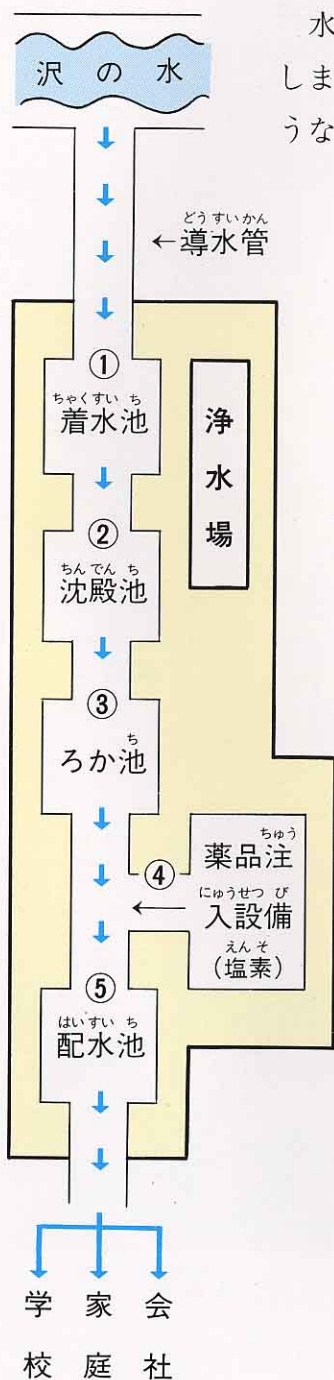 水
しま
うな
沢の水
どうすいかん
←導水管
①
ちゃくすいち
着水池
浄水場
②
ちんでんち
沈殿池
③
ち
ろか池
④
ちゅう
薬品注
にゅうせつび
入設備
えんそ
(塩素)
⑤
はいすいち
配水池
学校
家庭
会社